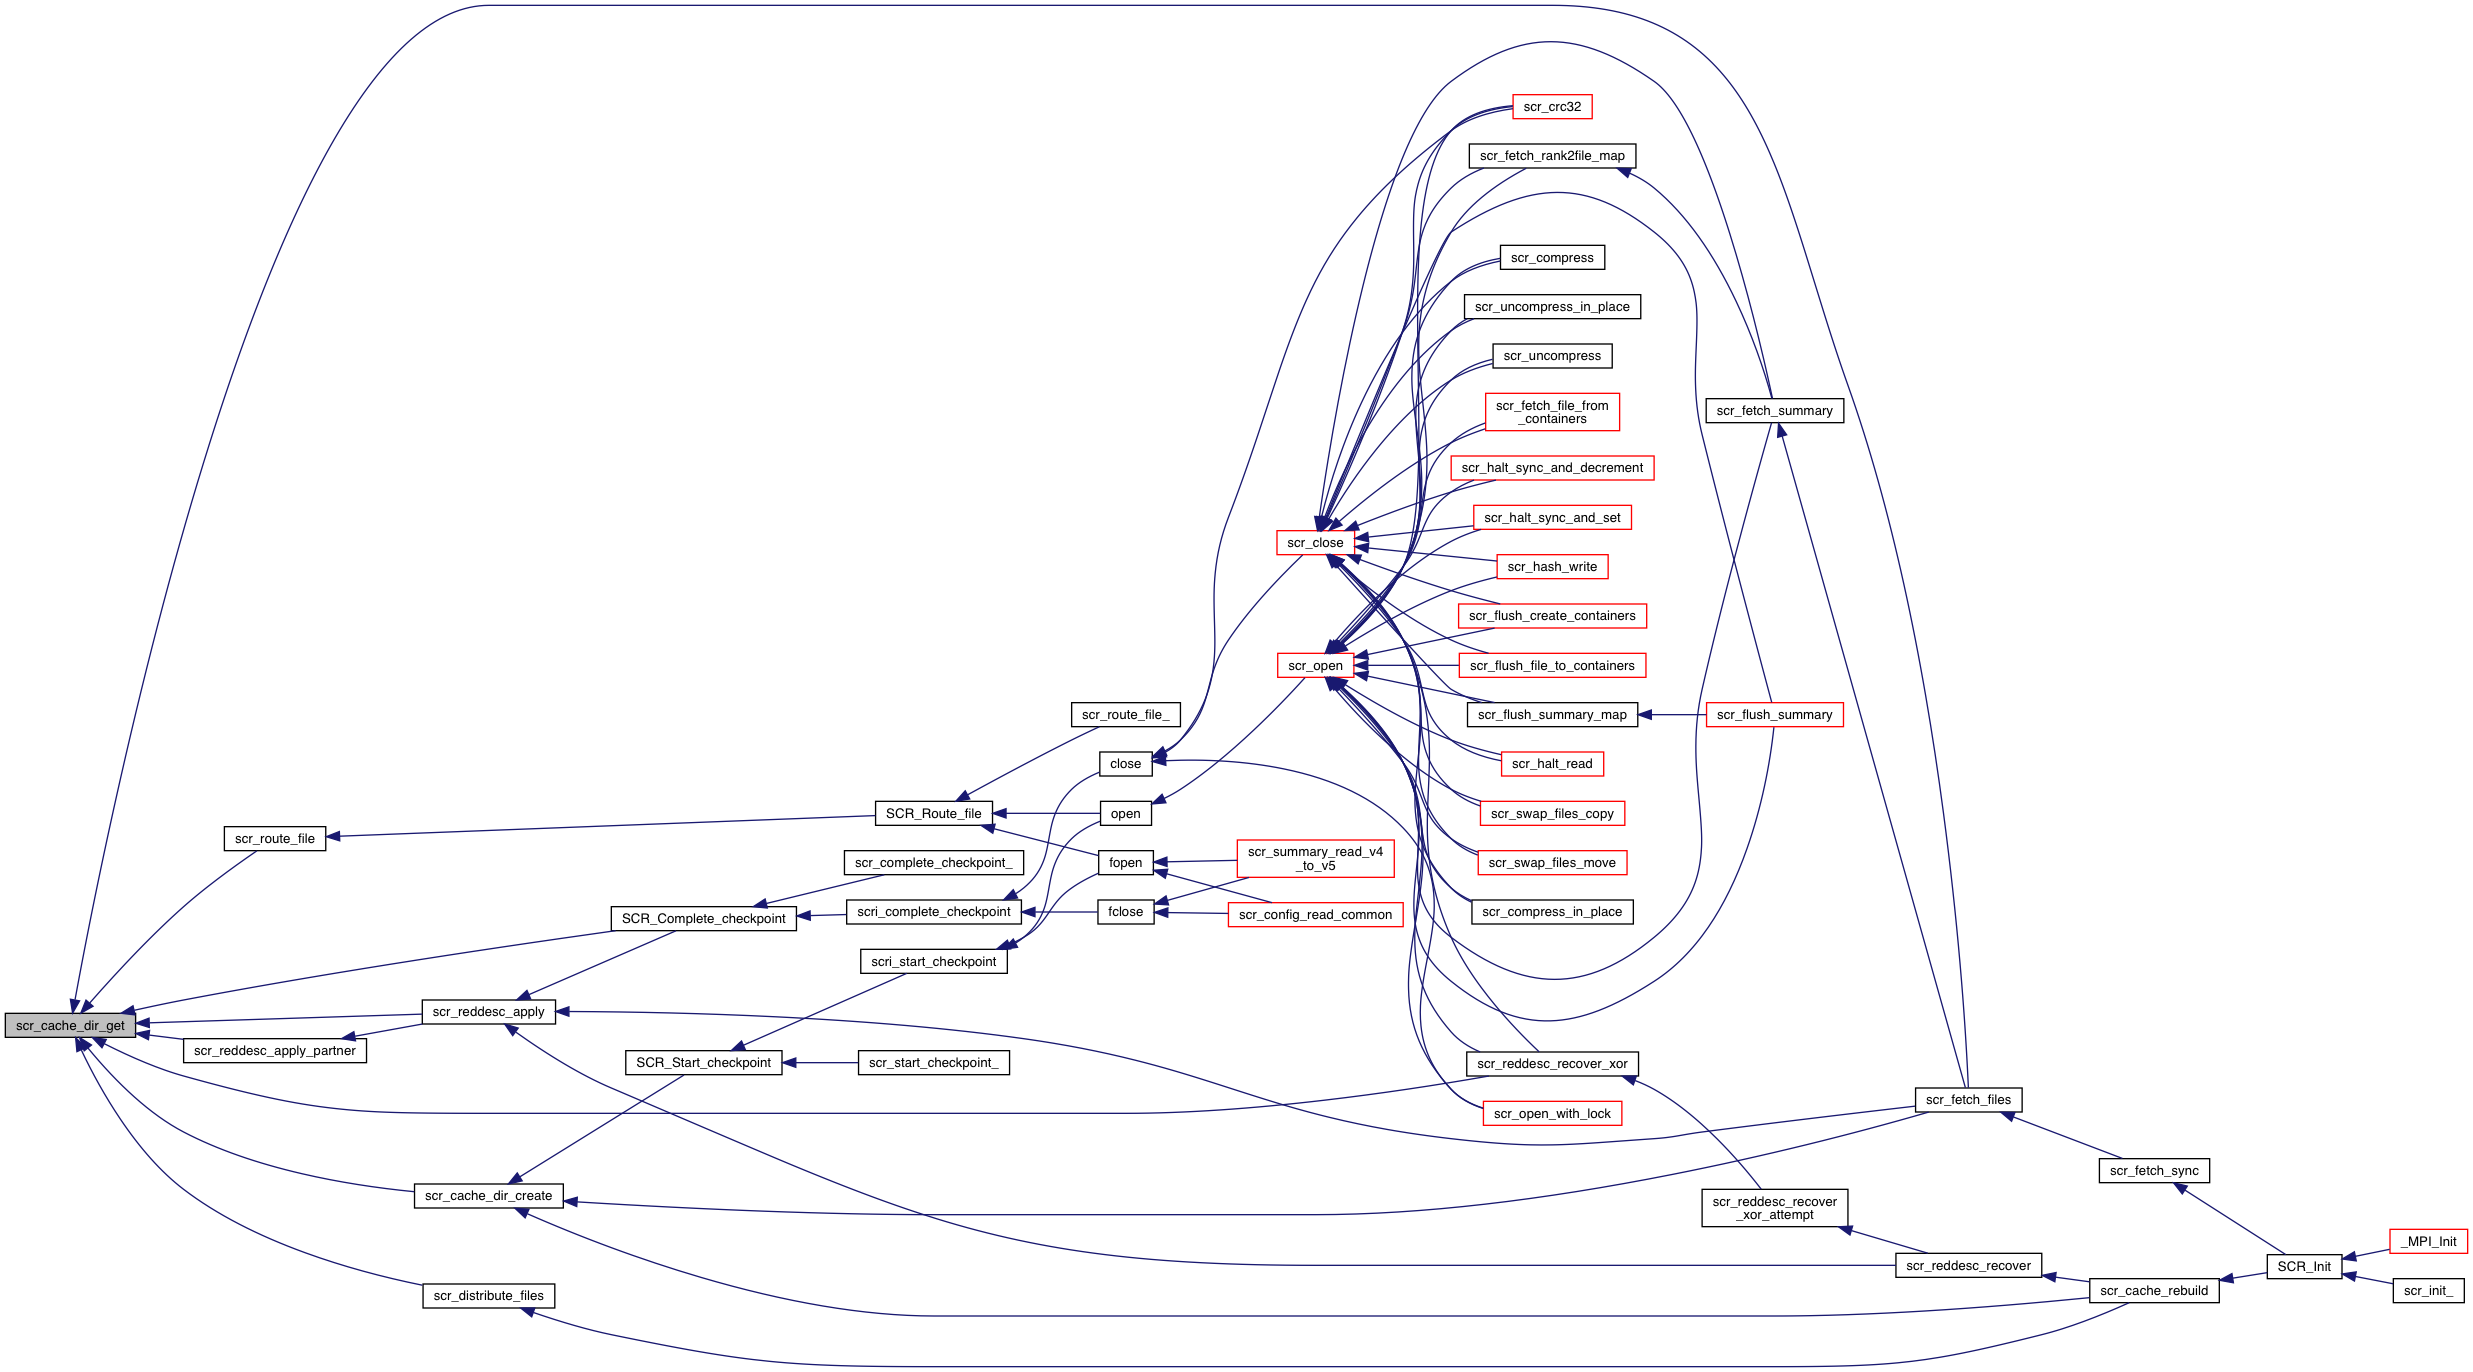 scr_crc32
scr_fetch_rank2file_map
scr_compress
scr_uncompress_in_place
scr_uncompress
scr_fetch_file_from
_containers
scr_fetch_summary
scr_halt_sync_and_decrement
scr_halt_sync_and_set
scr_close
scr_hash_write
scr_flush_create_containers
scr_open
scr_flush_file_to_containers
scr_route_file_
scr_flush_summary_map
scr_flush_summary
close
scr_halt_read
SCR_Route_file
open
scr_swap_files_copy
scr_route_file
scr_complete_checkpoint_
fopen
scr_summary_read_v4
_to_v5
scr_swap_files_move
SCR_Complete_checkpoint
scri_complete_checkpoint
fclose
scr_config_read_common
scr_compress_in_place
scri_start_checkpoint
scr_cache_dir_get
scr_reddesc_apply
scr_reddesc_apply_partner
SCR_Start_checkpoint
scr_start_checkpoint_
scr_reddesc_recover_xor
scr_open_with_lock
scr_fetch_files
scr_fetch_sync
scr_cache_dir_create
scr_reddesc_recover
_xor_attempt
_MPI_Init
scr_reddesc_recover
SCR_Init
scr_distribute_files
scr_cache_rebuild
scr_init_